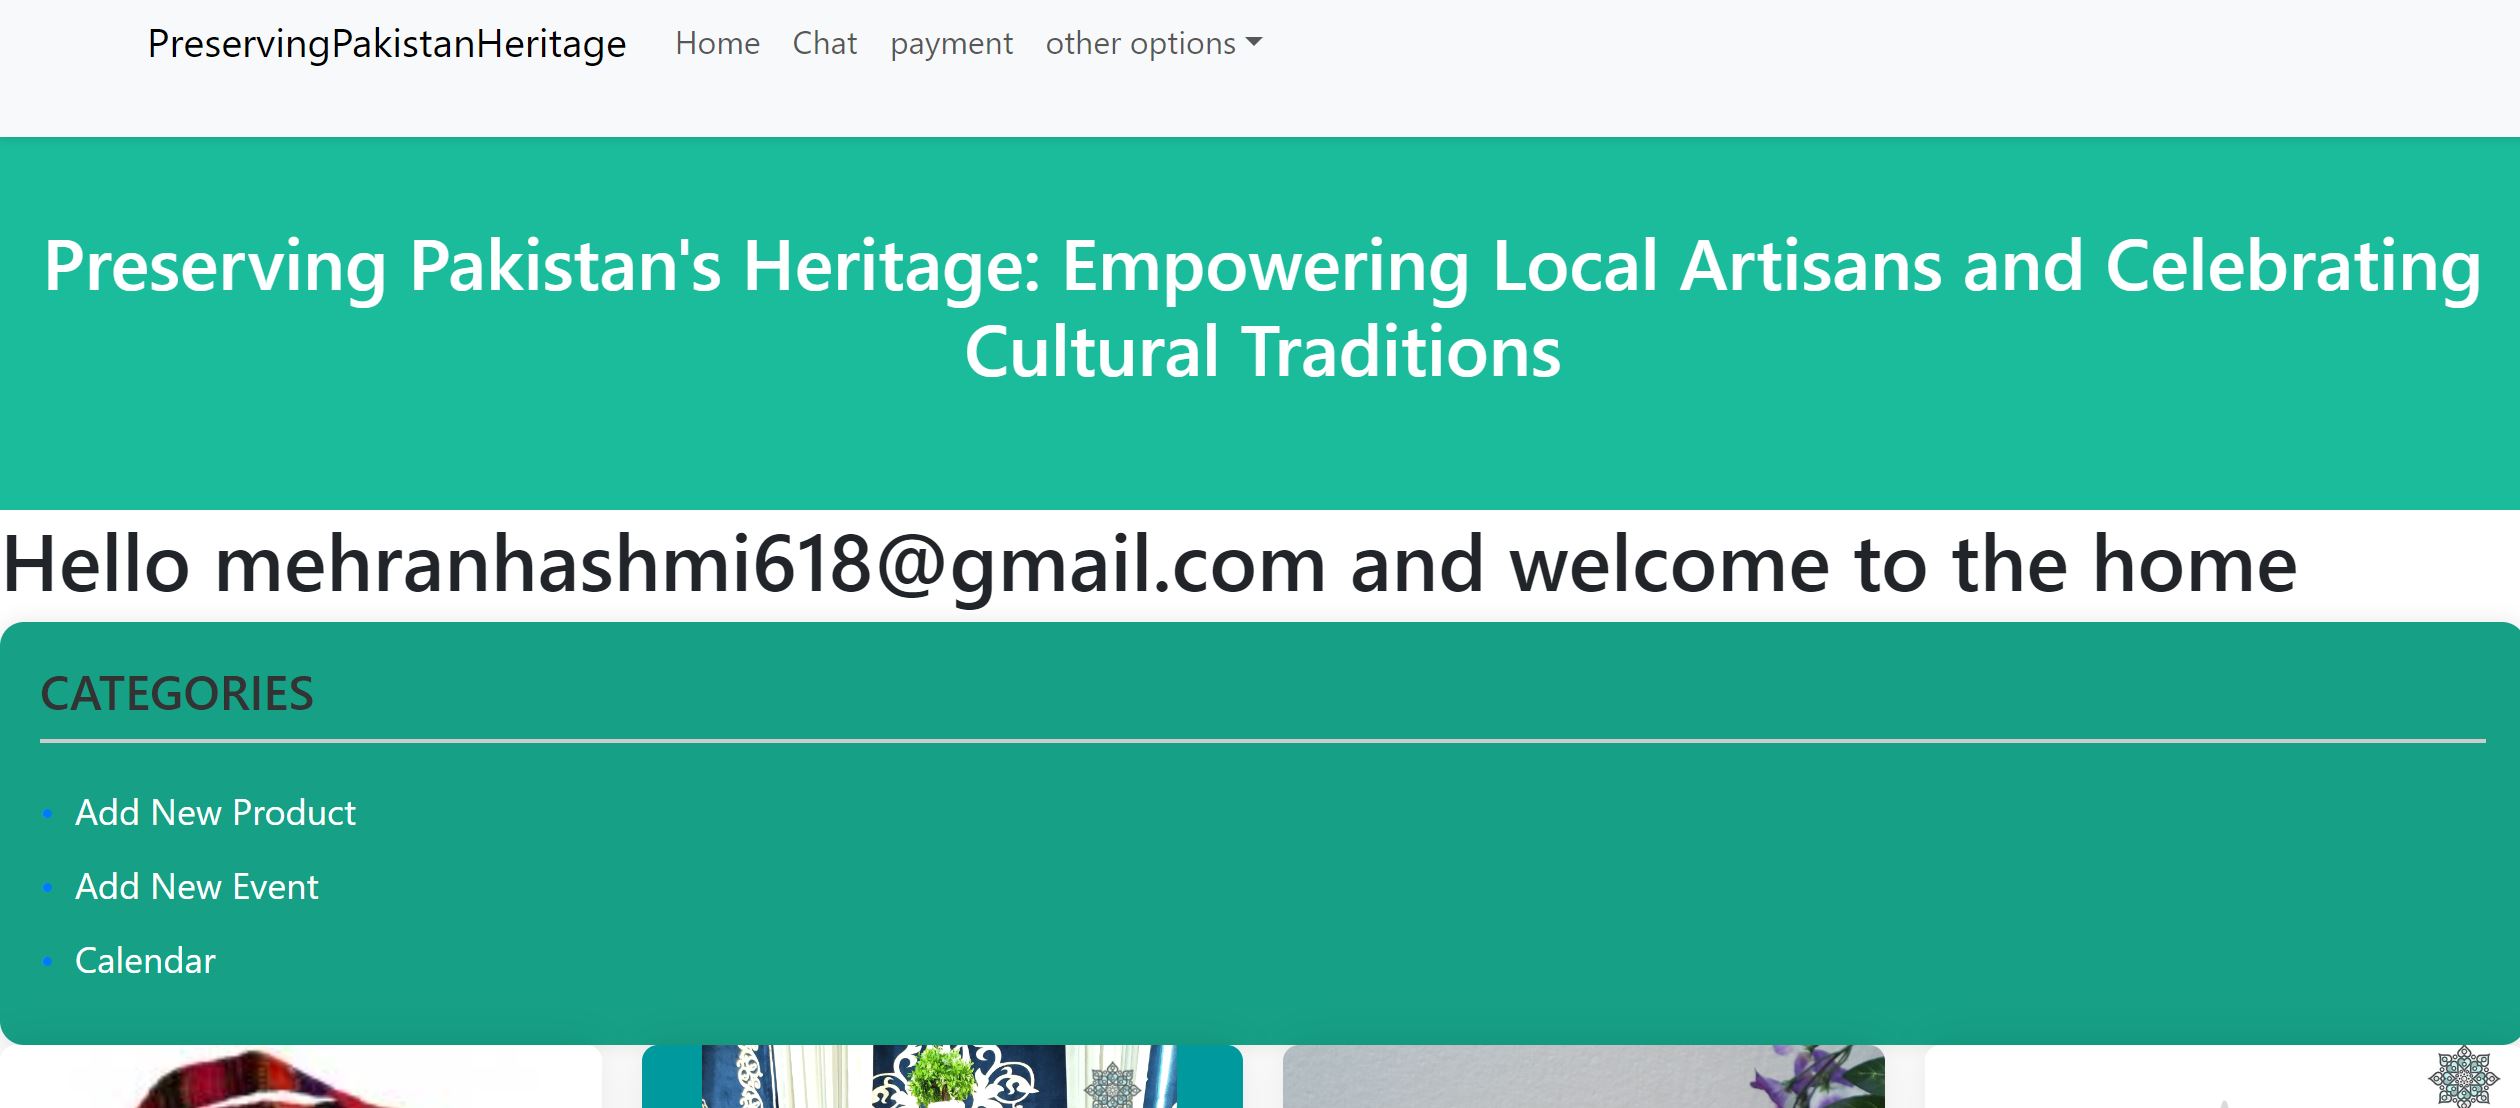 PreservingPakistanHeritage Home Chat payment other options
Preserving Pakistan's Heritage: Empowering Local Artisans and Celebrating
Cultural Traditions
Hello mehranhashmi618@gmail.com and welcome to the home
CATEGORIES
Add New Product
Add New Event
Calendar